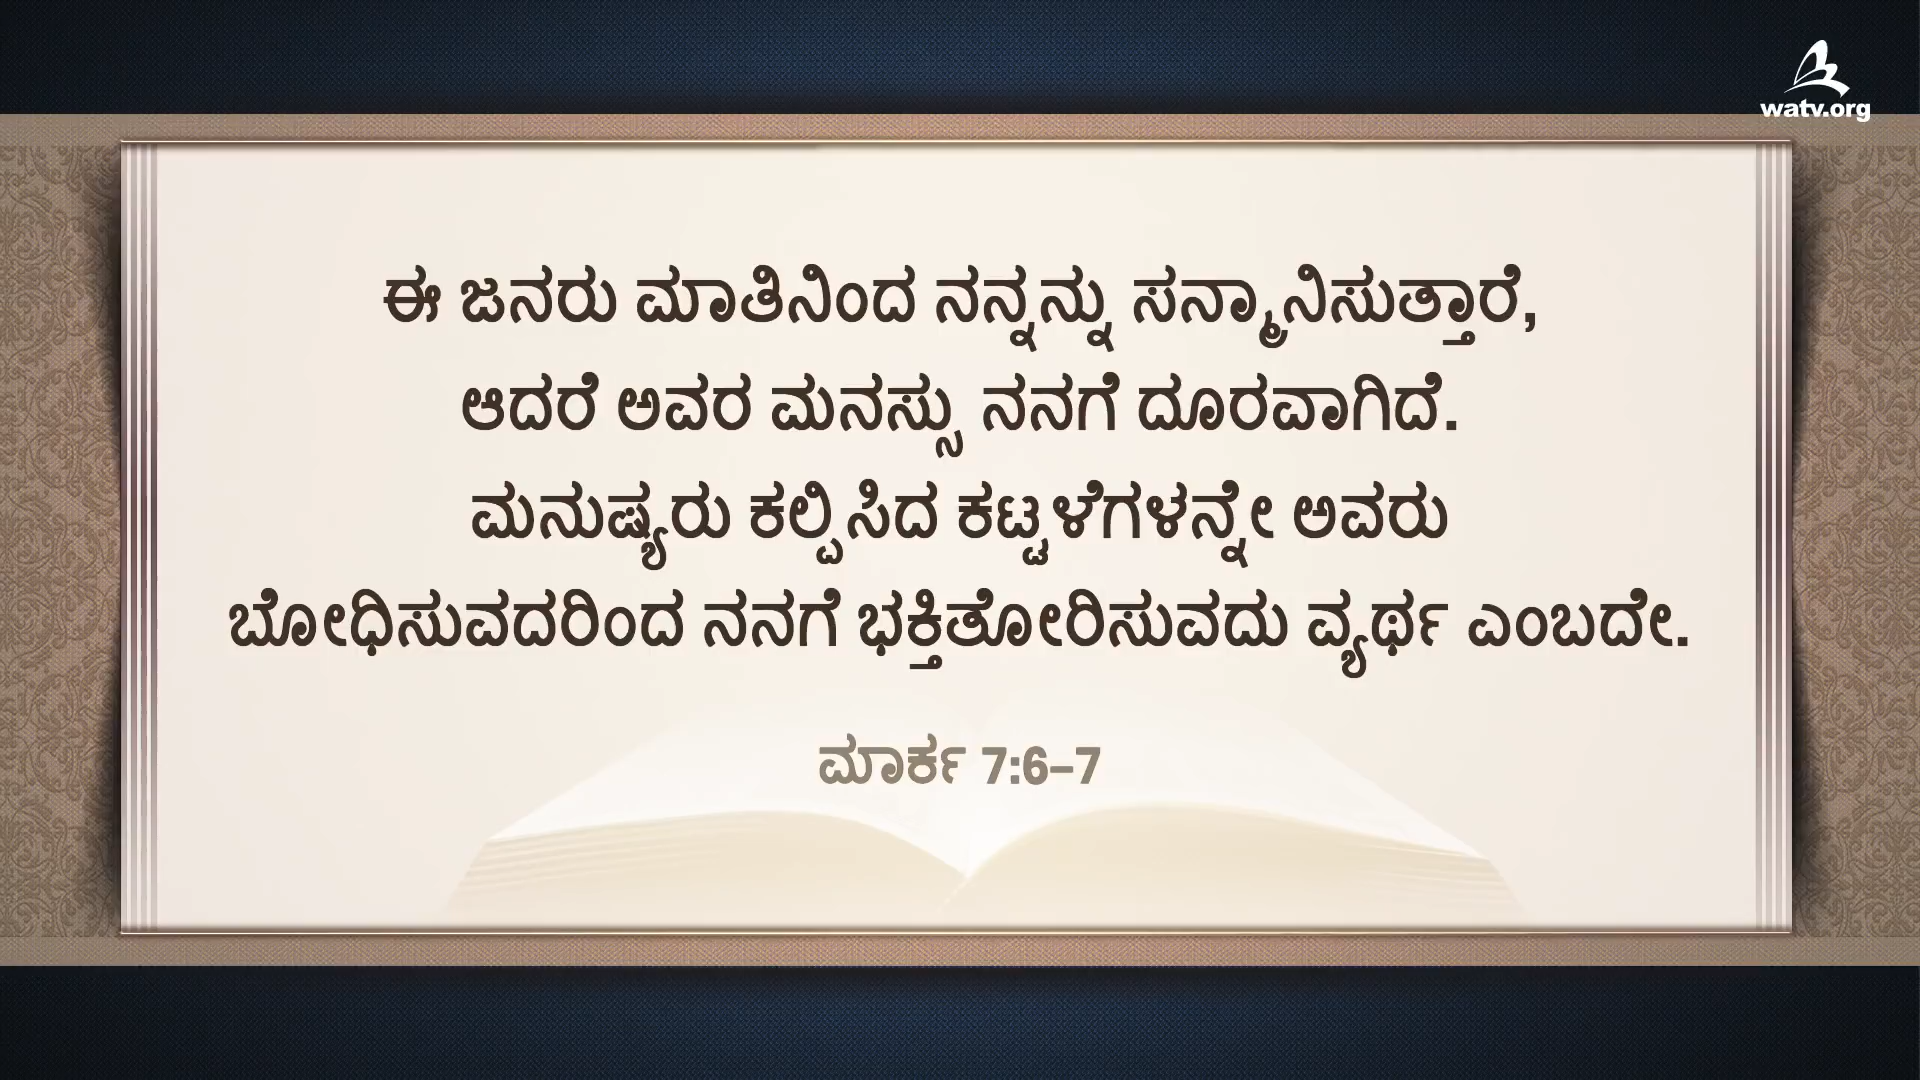 watv.org
ಈ ಜನರು ಮಾತಿನಿಂದ ನನ್ನನ್ನು ಸನ್ಮಾನಿಸುತ್ತಾರೆ,
ಆದರೆ ಅವರ ಮನಸ್ಸು ನನಗೆ ದೂರವಾಗಿದೆ.
ಮನುಷ್ಯರು ಕಲ್ಪಿಸಿದ ಕಟ್ಟಳೆಗಳನ್ನೇ ಅವರು
ಬೋಧಿಸುವದರಿಂದ ನನಗೆ ಭಕ್ತಿತೋರಿಸುವದು ವ್ಯರ್ಥ ಎಂಬದೇ.
ಮಾರ್ಕ 7:6–7